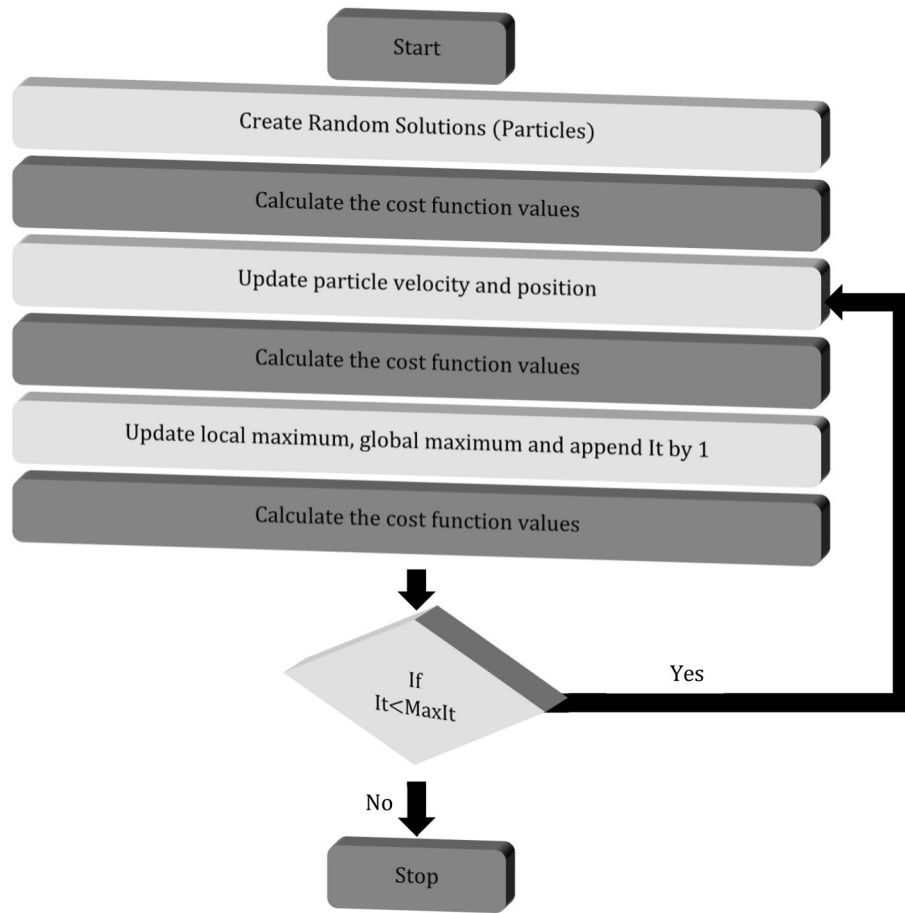 Start
Create Random Solutions (Particles)
Calculate the cost function values
Update particle velocity and position
Calculate the cost function values
Update local maximum, global maximum and append It by 1
Calculate the cost function values
If
It<MaxIt
Yes
No
Stop